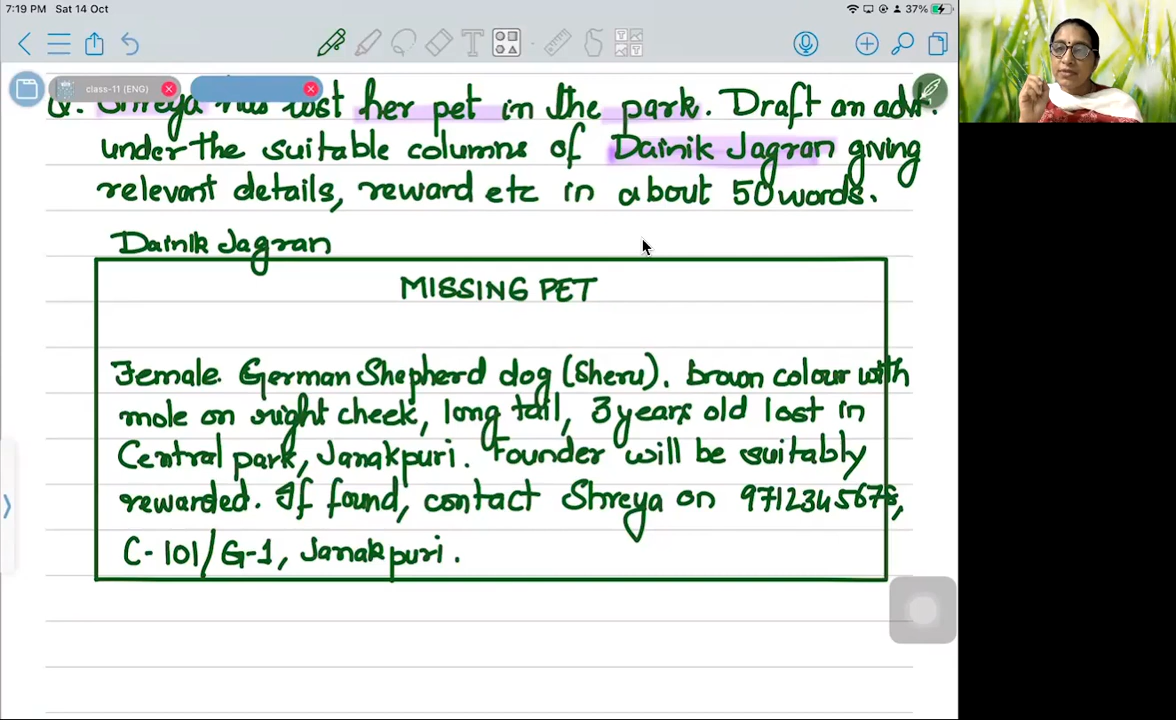 7:19 PM Sat 14 Oct
37%
class-11 (ENG)
Q. Shreya has lost her pet in the park. Draft an advt.
under the suitable columns of Dainik Jagran giving
relevant details, reward etc in about 50 words.
Dainik Jagran
MISSING PET
Female German Shepherd dog (Sheru). brown colour with
mole on right cheek, long tail, 3 years old lost in
Central park, Janakpuri. Founder will be suitably
rewarded. If found, contact Shreya on 9712345678,
C-101/G-1, Janakpuri.